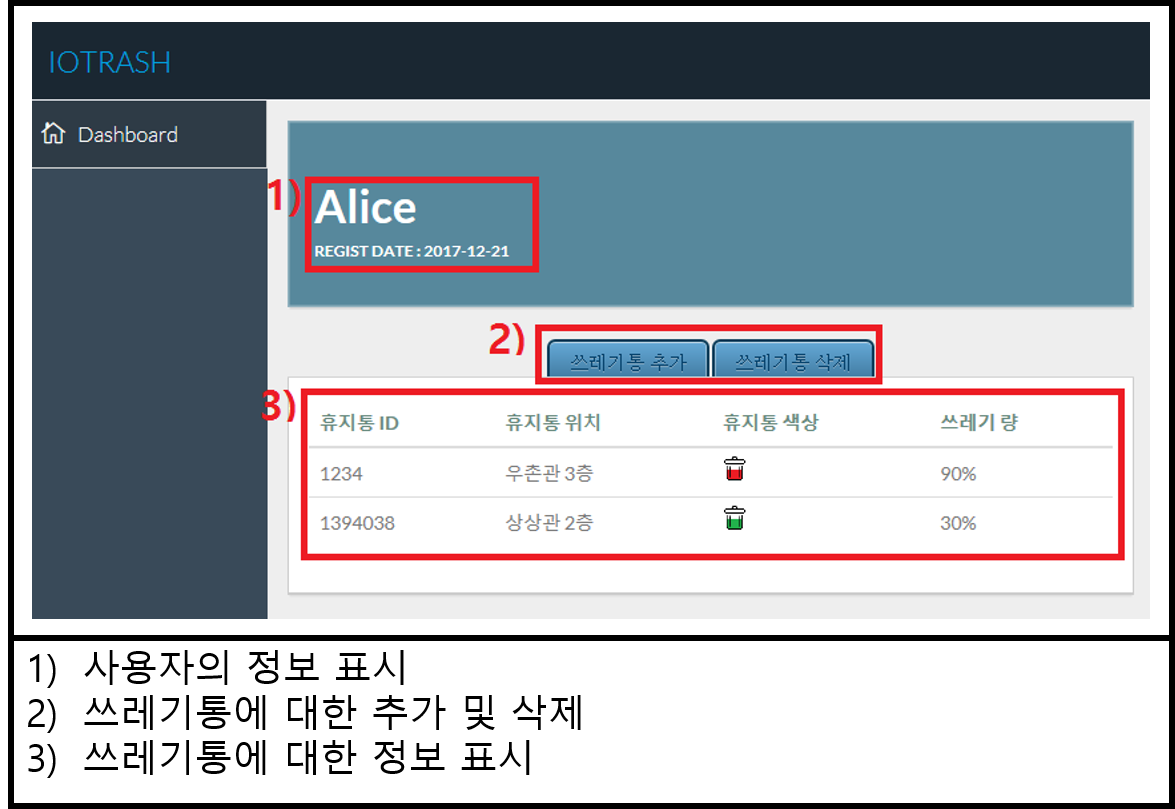 IOTRASH
Dashboard
1)
Alice
REGIST DATE : 2017-12-21
2)
쓰레기통 추가 쓰레기통 삭제
3)
휴지통 ID 휴지통 위치 휴지통 색상 쓰레기 량
1234 우촌관 3층 90%
1394038 상상관 2층 30%
1) 사용자의 정보 표시
2) 쓰레기통에 대한 추가 및 삭제
3) 쓰레기통에 대한 정보 표시